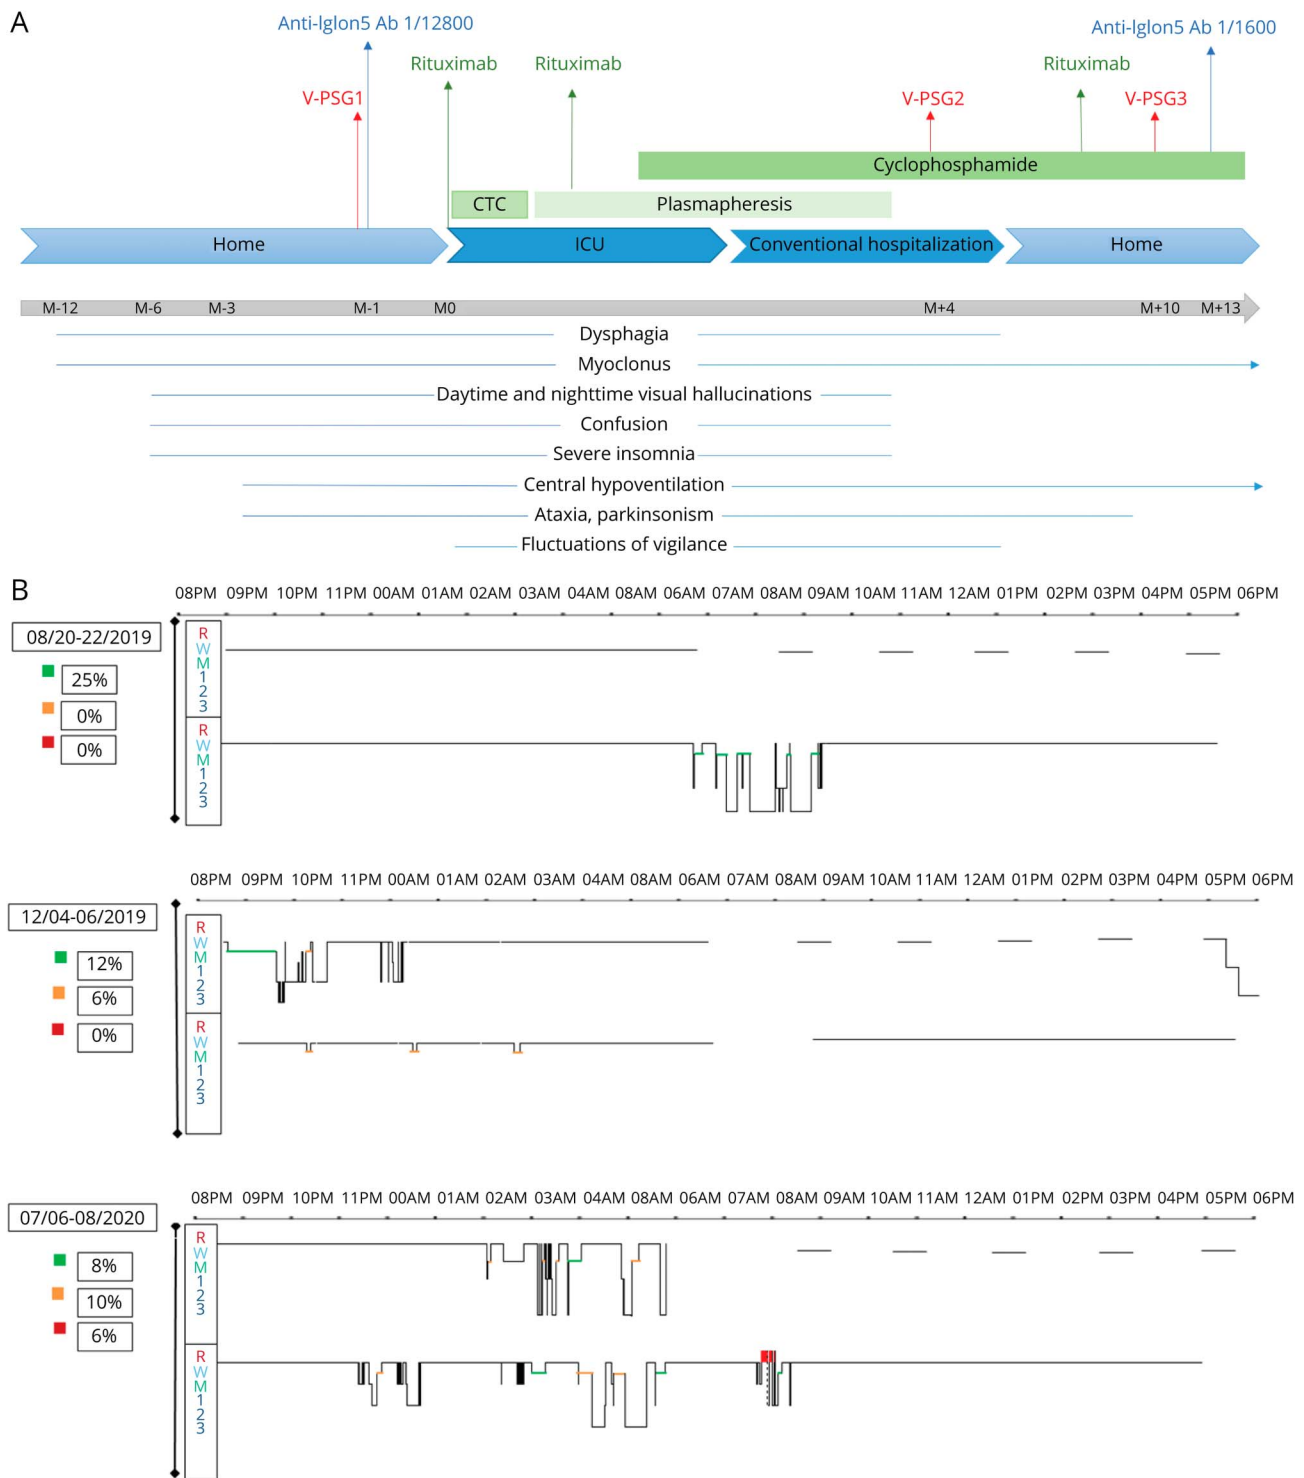 A
Anti-Iglon5 Ab 1/12800
Anti-Iglon5 Ab 1/1600
Rituximab
Rituximab
Rituximab
V-PSG1
V-PSG2
V-PSG3
Cyclophosphamide
CTC
Plasmapheresis
Home
ICU
Conventional hospitalization
Home
M-12 M-6 M-3 M-1 M0 M+4 M+10 M+13
Dysphagia
Myoclonus
Daytime and nighttime visual hallucinations
Confusion
Severe insomnia
Central hypoventilation
Ataxia, parkinsonism
Fluctuations of vigilance
B
08PM 09PM 10PM 11PM 00AM 01AM 02AM 03AM 04AM 08AM 06AM 07AM 08AM 09AM 10AM 11AM 12AM 01PM 02PM 03PM 04PM 05PM 06PM
08/20-22/2019
25%
0%
0%
R
W
M
1
2
3
R
W
M
1
2
3
08PM 09PM 10PM 11PM 00AM 01AM 02AM 03AM 04AM 08AM 06AM 07AM 08AM 09AM 10AM 11AM 12AM 01PM 02PM 03PM 04PM 05PM 06PM
12/04-06/2019
12%
6%
0%
R
W
M
1
2
3
R
W
M
1
2
3
08PM 09PM 10PM 11PM 00AM 01AM 02AM 03AM 04AM 08AM 06AM 07AM 08AM 09AM 10AM 11AM 12AM 01PM 02PM 03PM 04PM 05PM 06PM
07/06-08/2020
8%
10%
6%
R
W
M
1
2
3
R
W
M
1
2
3